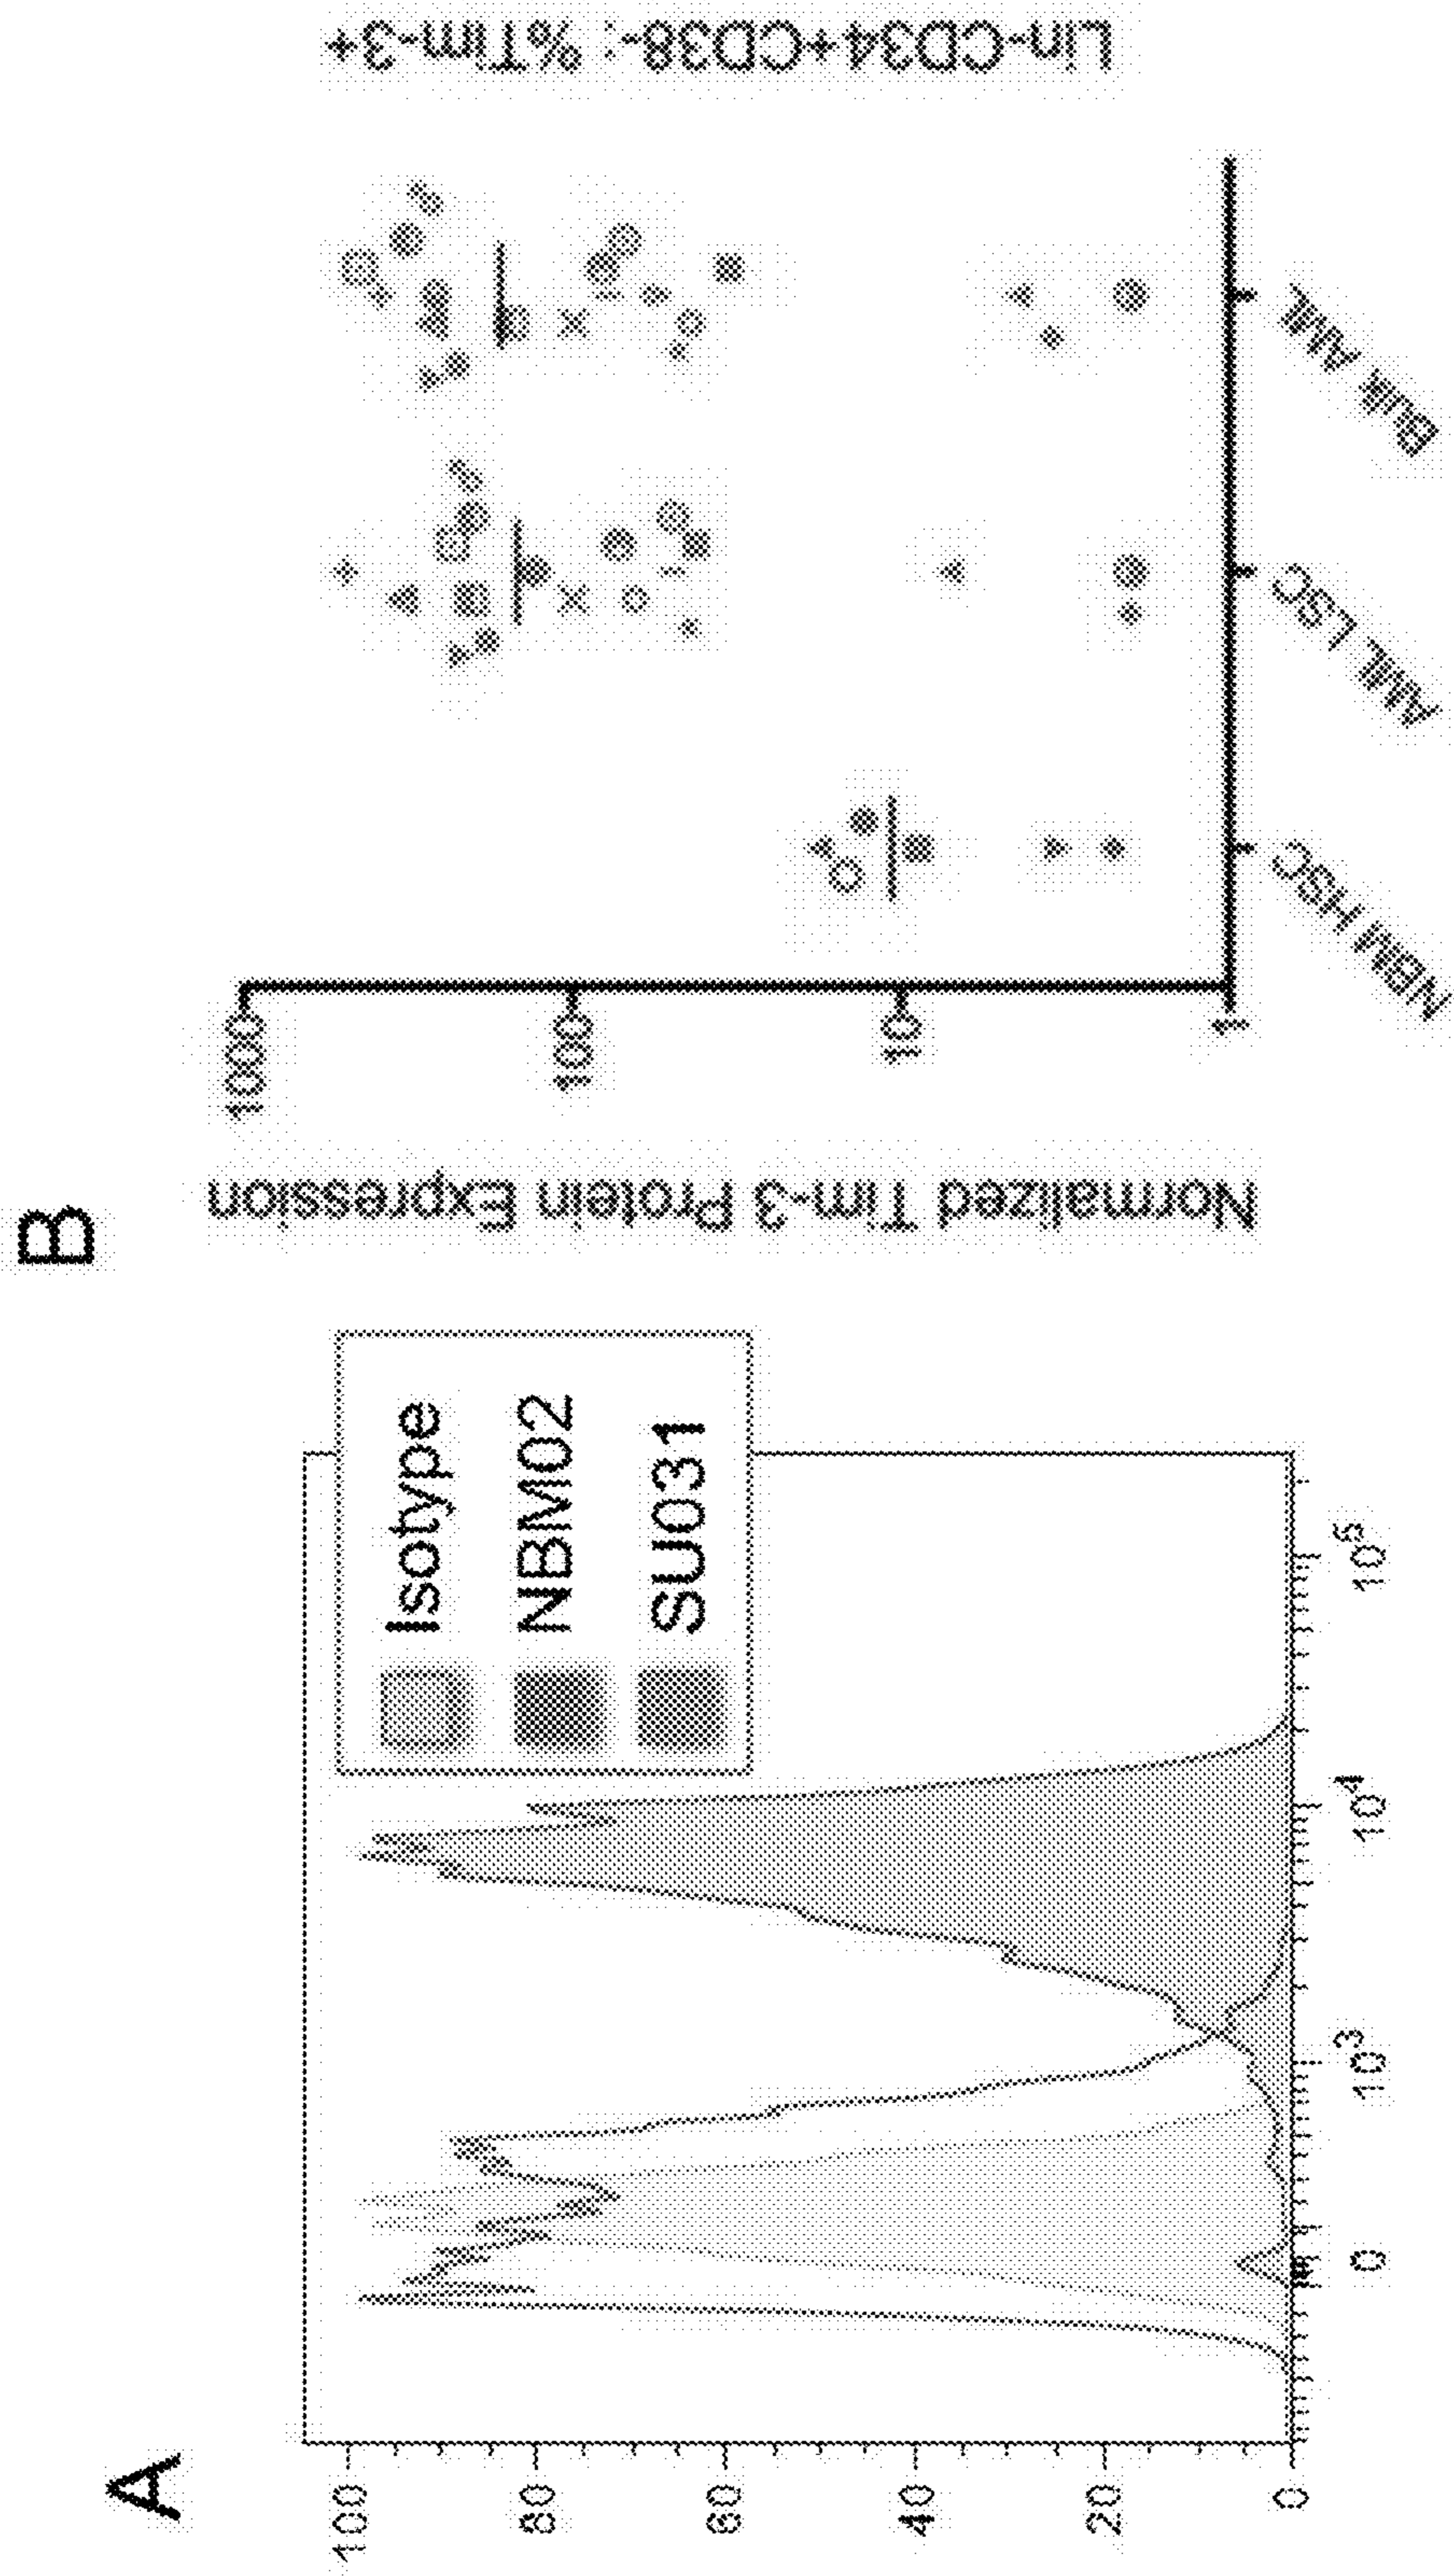 A
100
80
60
40
20
0
0
10³
10⁴
10⁵
Isotype
NBM02
SU031
B
Normalized Tim-3 Protein Expression
1000
100
10
1
NBM HSC
AML LSC
Bulk AML
Lin-CD34+CD38-: %Tim-3+